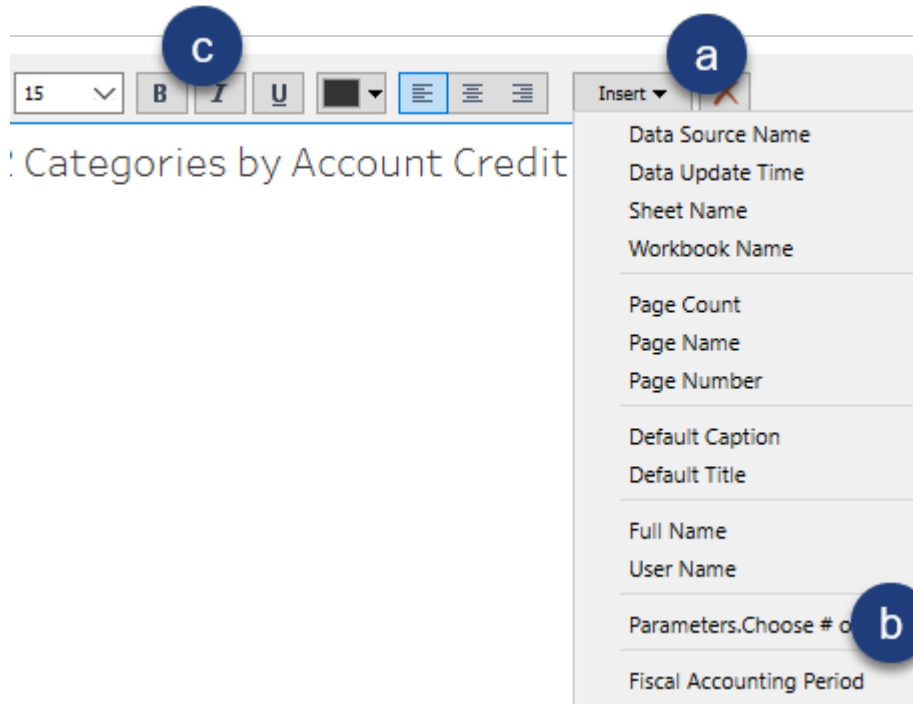 c
a
15 B I U Insert
Categories by Account Credit
Data Source Name
Data Update Time
Sheet Name
Workbook Name
Page Count
Page Name
Page Number
Default Caption
Default Title
Full Name
User Name
Parameters.Choose # o
b
Fiscal Accounting Period